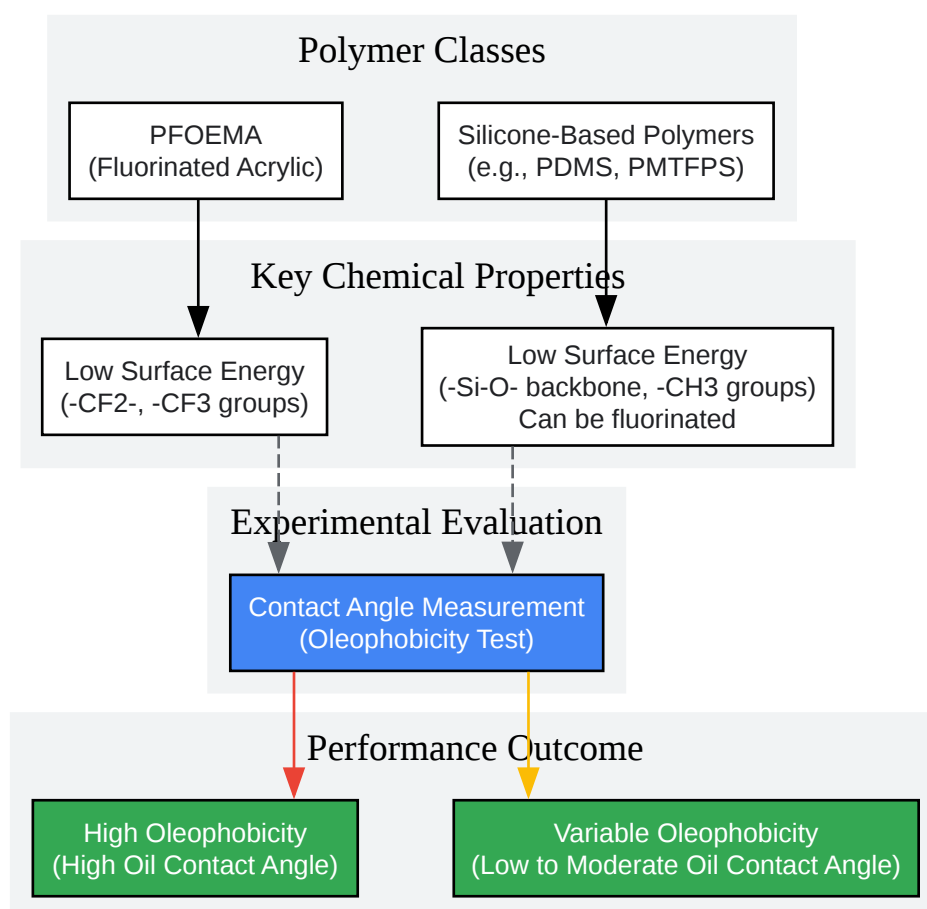 Polymer Classes
PFOEMA
(Fluorinated Acrylic)
Silicone-Based Polymers
(e.g., PDMS, PMTFPS)
Key Chemical Properties
Low Surface Energy
(-CF2-, -CF3 groups)
Low Surface Energy
(-Si-O- backbone, -CH3 groups)
Can be fluorinated
Experimental Evaluation
Contact Angle Measurement
(Oleophobicity Test)
Performance Outcome
High Oleophobicity
(High Oil Contact Angle)
Variable Oleophobicity
(Low to Moderate Oil Contact Angle)